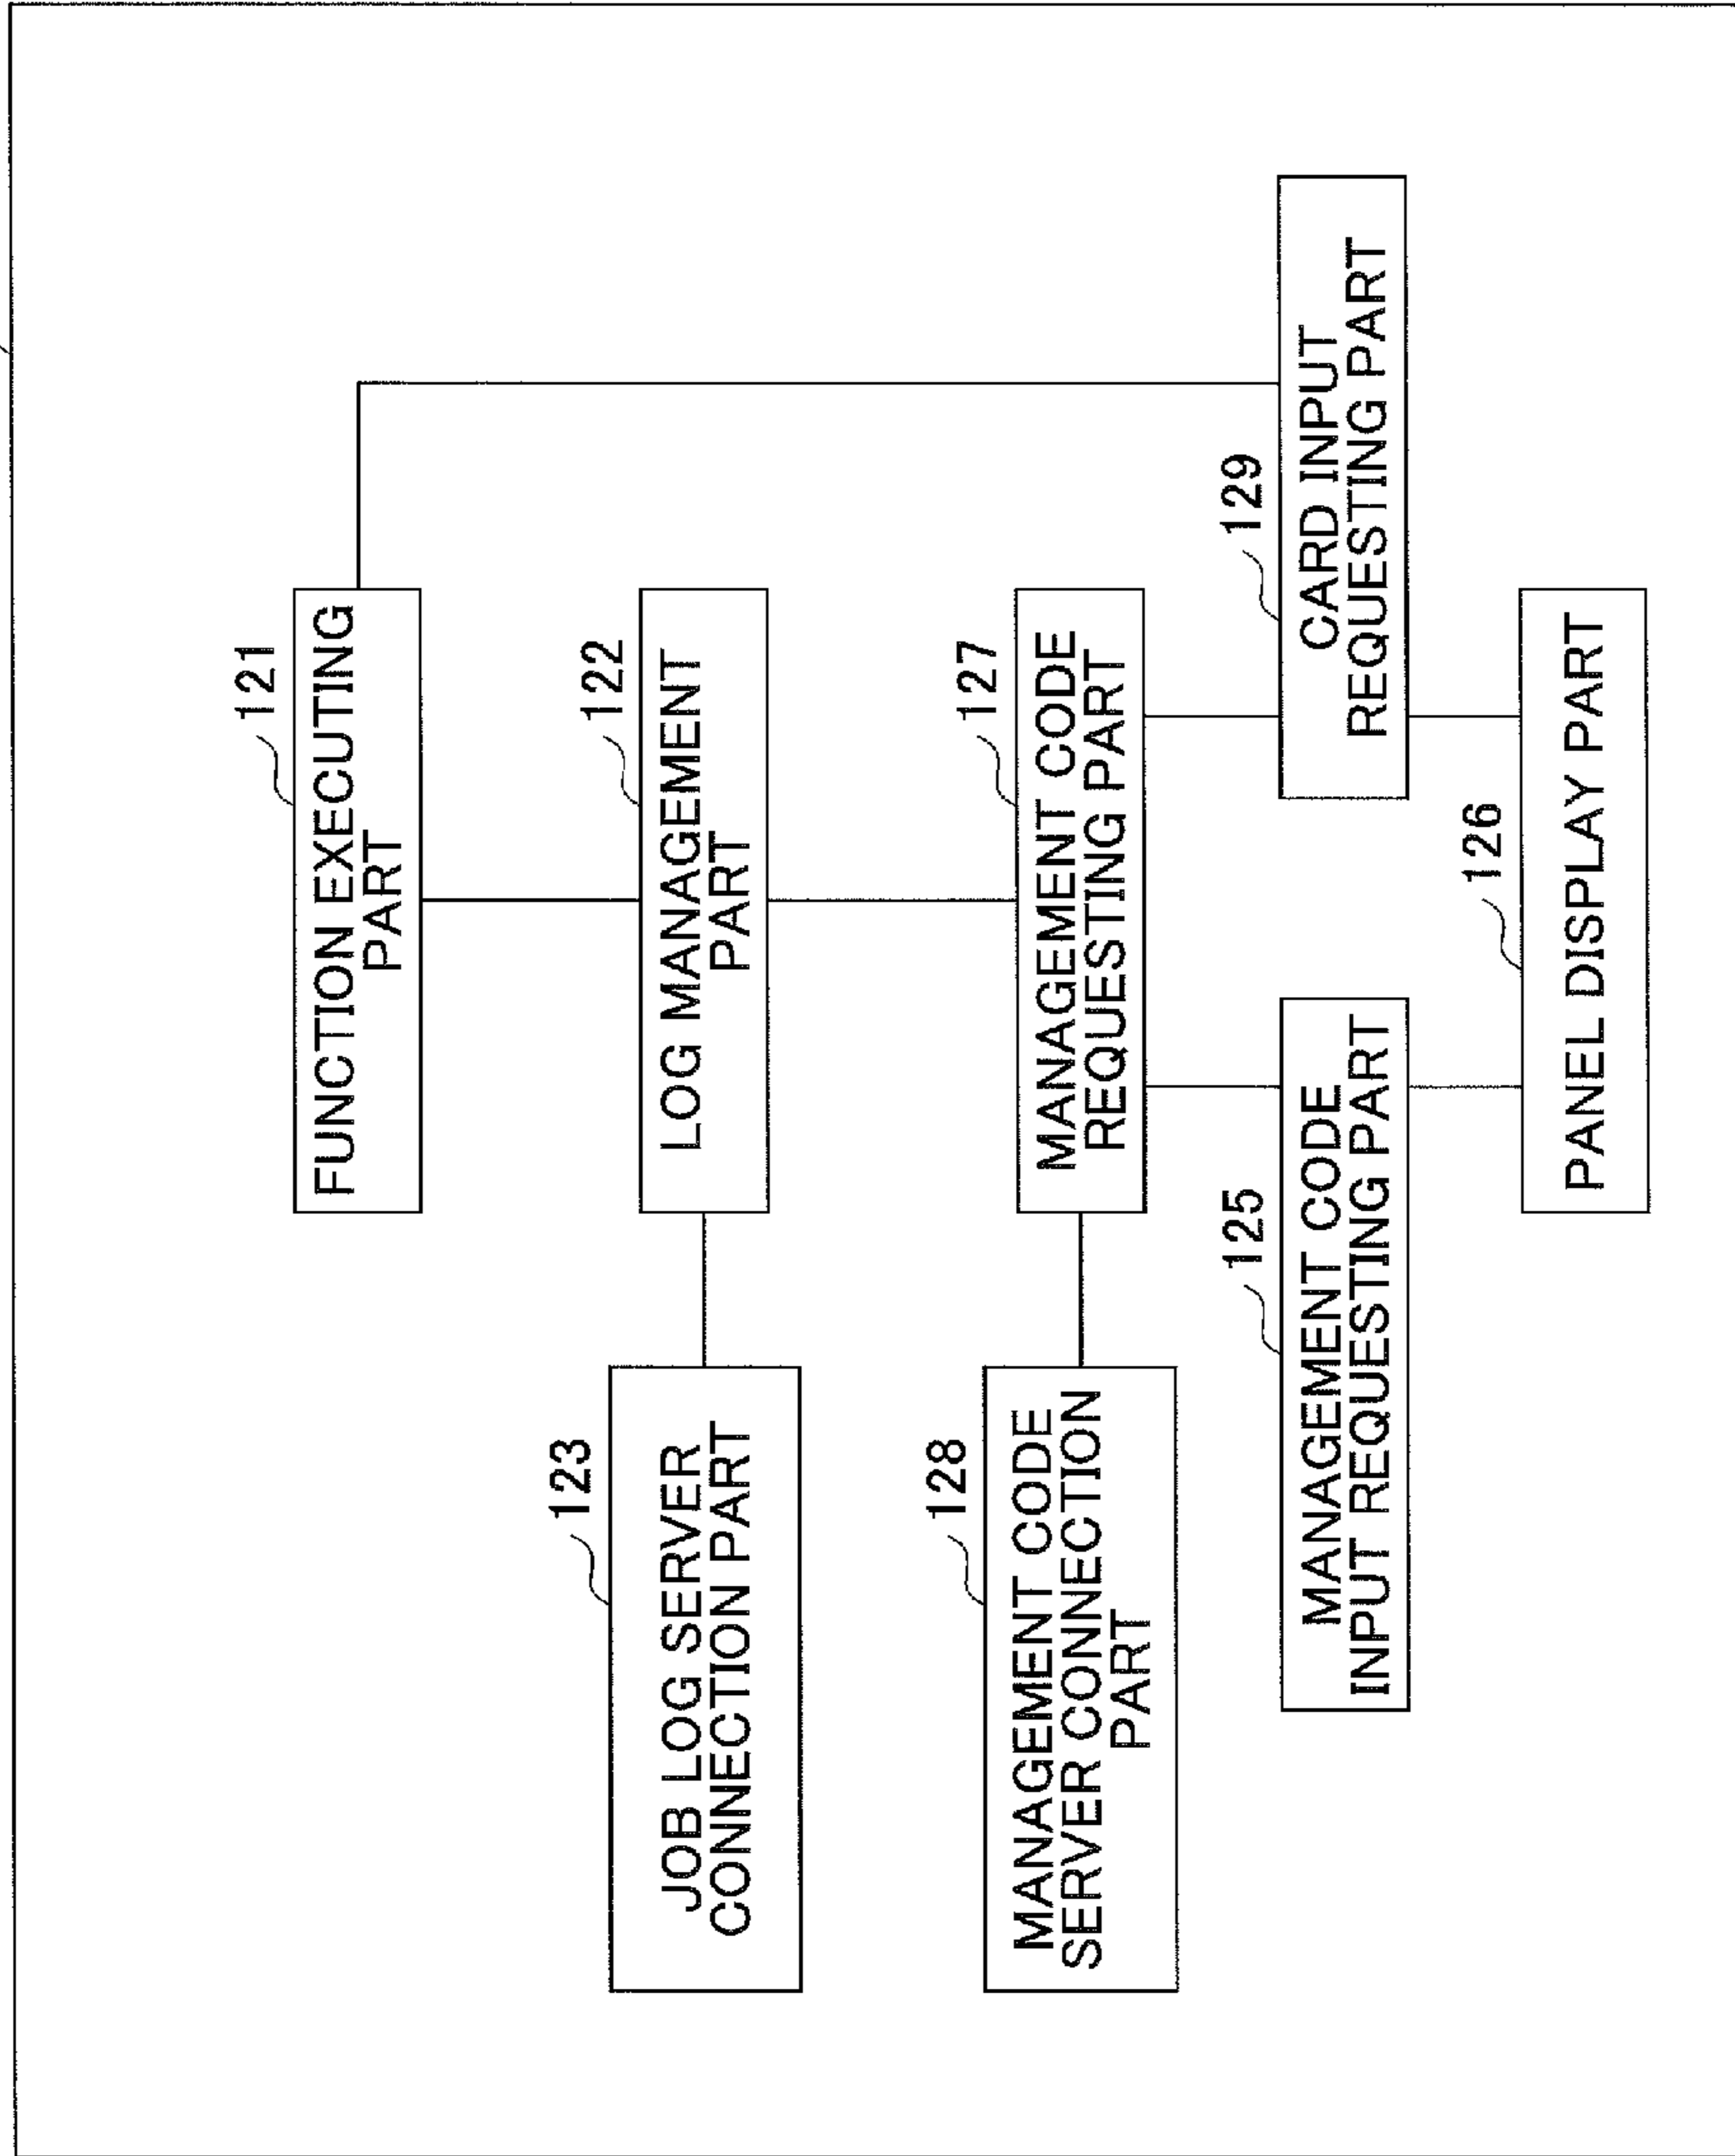 121
FUNCTION EXECUTING
PART
122
LOG MANAGEMENT
PART
123
JOB LOG SERVER
CONNECTION PART
127
MANAGEMENT CODE
REQUESTING PART
128
MANAGEMENT CODE
SERVER CONNECTION
PART
125
MANAGEMENT CODE
INPUT REQUESTING PART
129
CARD INPUT
REQUESTING PART
126
PANEL DISPLAY PART